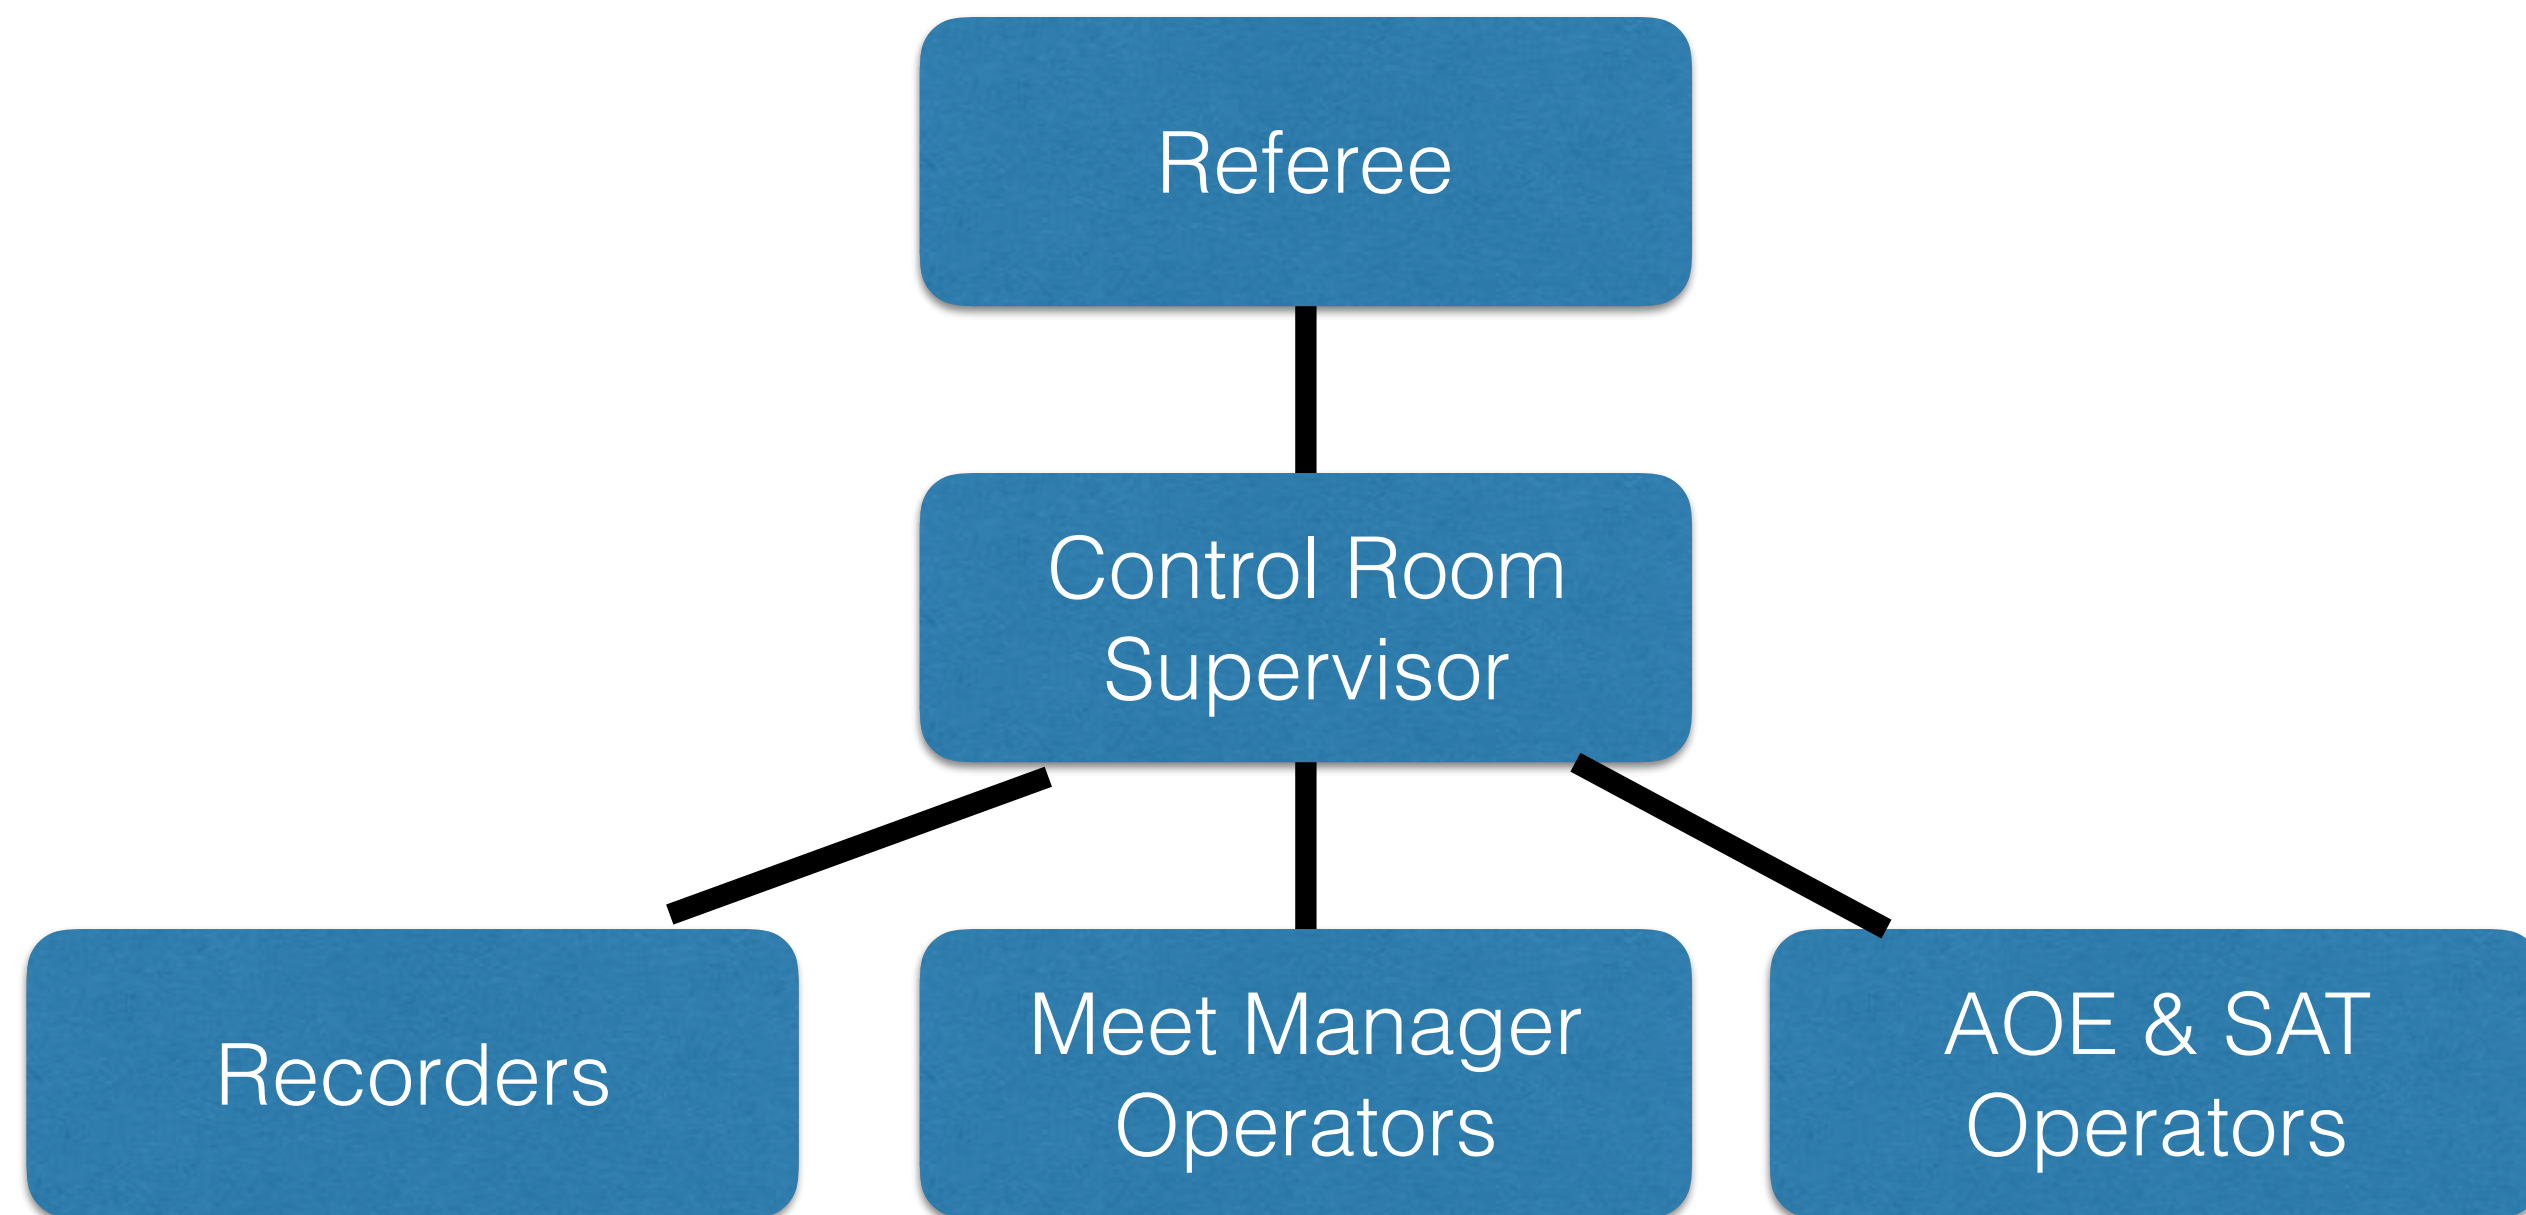 Referee
Control Room
Supervisor
Recorders
Meet Manager
Operators
AOE & SAT
Operators